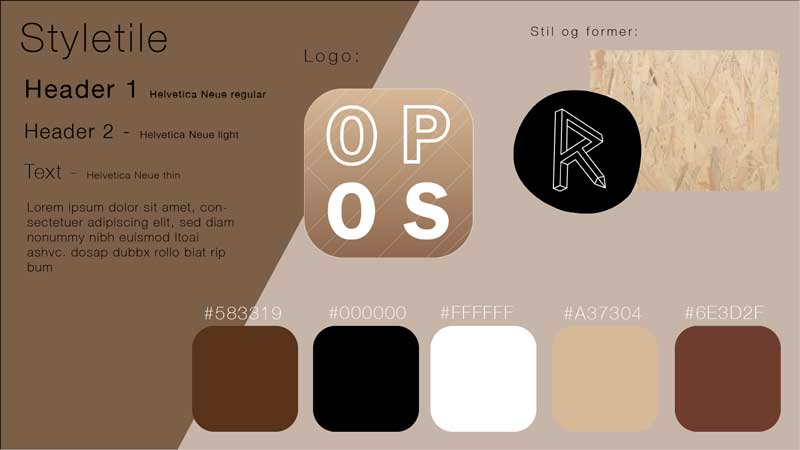 Styletile
Header 1 Helvetica Neue regular
Header 2 - Helvetica Neue light
Text - Helvetica Neue thin
Lorem ipsum dolor sit amet, con-
sectetuer adipiscing elit, sed diam
nonummy nibh euismod ltoai
ashvc. dosap dubbx rollo biat rip
bum
Logo:
O P
O S
Stil og former:
R
#583319 #000000 #FFFFFF #A37304 #6E3D2F